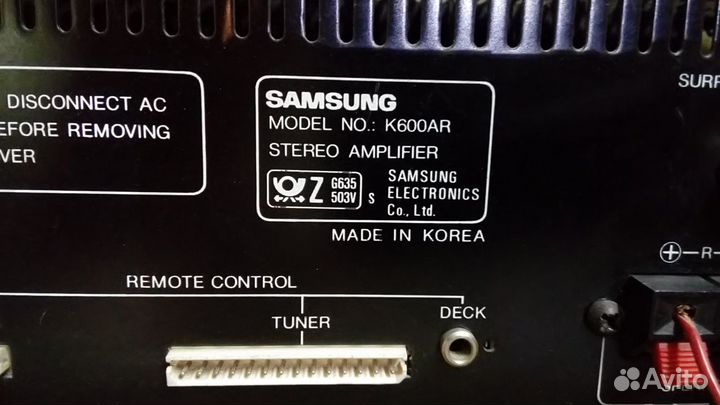 DISCONNECT AC
EFORE REMOVING
VER
SAMSUNG
MODEL NO.: K600AR
STEREO AMPLIFIER
Z G635
503V
S
SAMSUNG
ELECTRONICS
Co., Ltd.
MADE IN KOREA
SURR
REMOTE CONTROL
TUNER
DECK
R
Avito